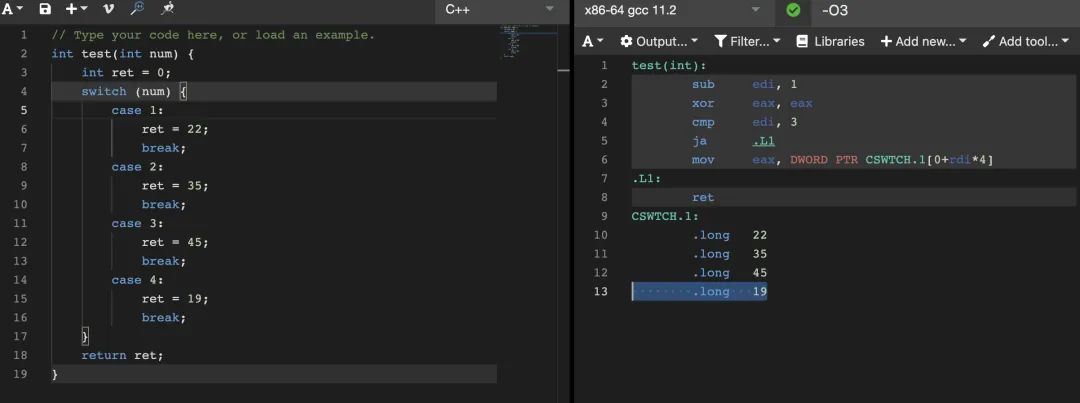 A
C++
1 // Type your code here, or load an example.
2 int test(int num) {
3 int ret = 0;
4 switch (num) {
5 case 1:
6 ret = 22;
7 break;
8 case 2:
9 ret = 35;
10 break;
11 case 3:
12 ret = 45;
13 break;
14 case 4:
15 ret = 19;
16 break;
17 }
18 return ret;
19 }
x86-64 gcc 11.2 -O3
A Output... Filter... Libraries Add new... Add tool...
1 test(int):
2 sub edi, 1
3 xor eax, eax
4 cmp edi, 3
5 ja .L1
6 mov eax, DWORD PTR CSWTCH.1[0+rdi*4]
7 .L1:
8 ret
9 CSWTCH.1:
10 .long 22
11 .long 35
12 .long 45
13 .long 19